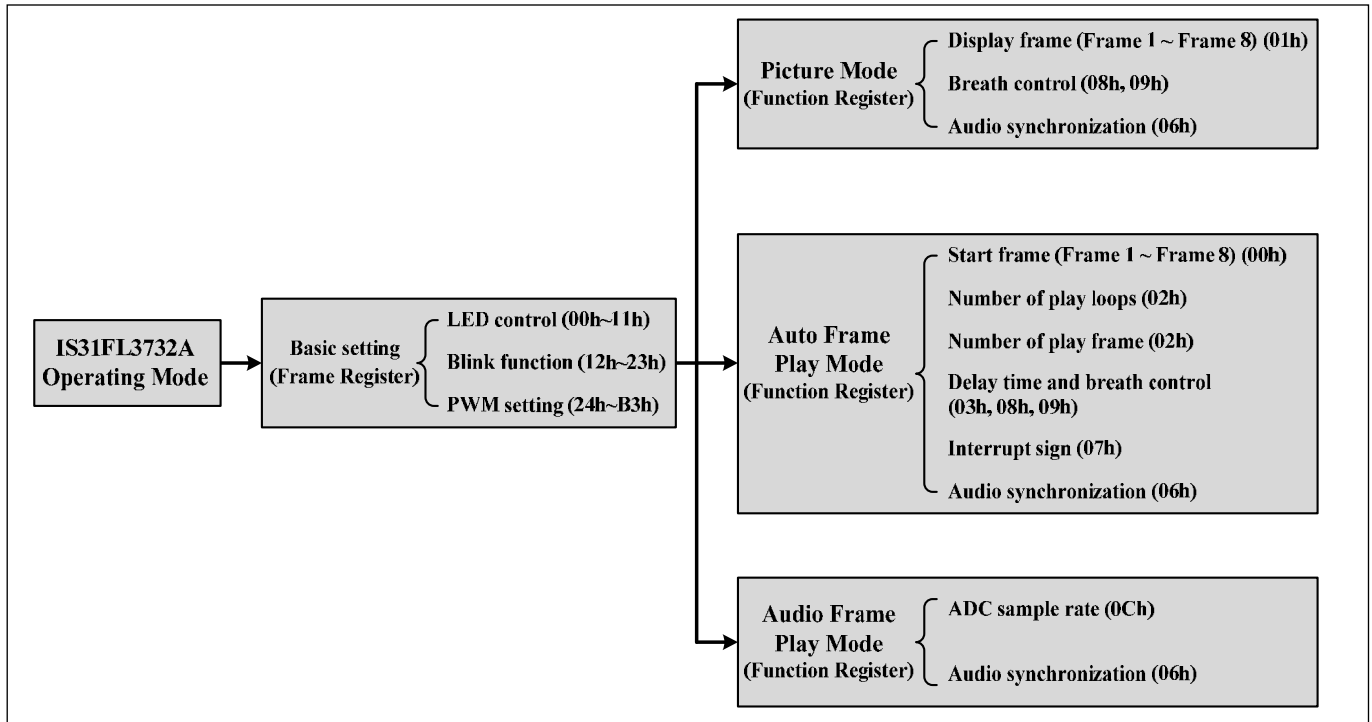 IS31FL3732A
Operating Mode
Basic setting
(Frame Register)
LED control (00h~11h)
Blink function (12h~23h)
PWM setting (24h~B3h)
Picture Mode
(Function Register)
Display frame (Frame 1 ~ Frame 8) (01h)
Breath control (08h, 09h)
Audio synchronization (06h)
Auto Frame
Play Mode
(Function Register)
Start frame (Frame 1 ~ Frame 8) (00h)
Number of play loops (02h)
Number of play frame (02h)
Delay time and breath control
(03h, 08h, 09h)
Interrupt sign (07h)
Audio synchronization (06h)
Audio Frame
Play Mode
(Function Register)
ADC sample rate (0Ch)
Audio synchronization (06h)